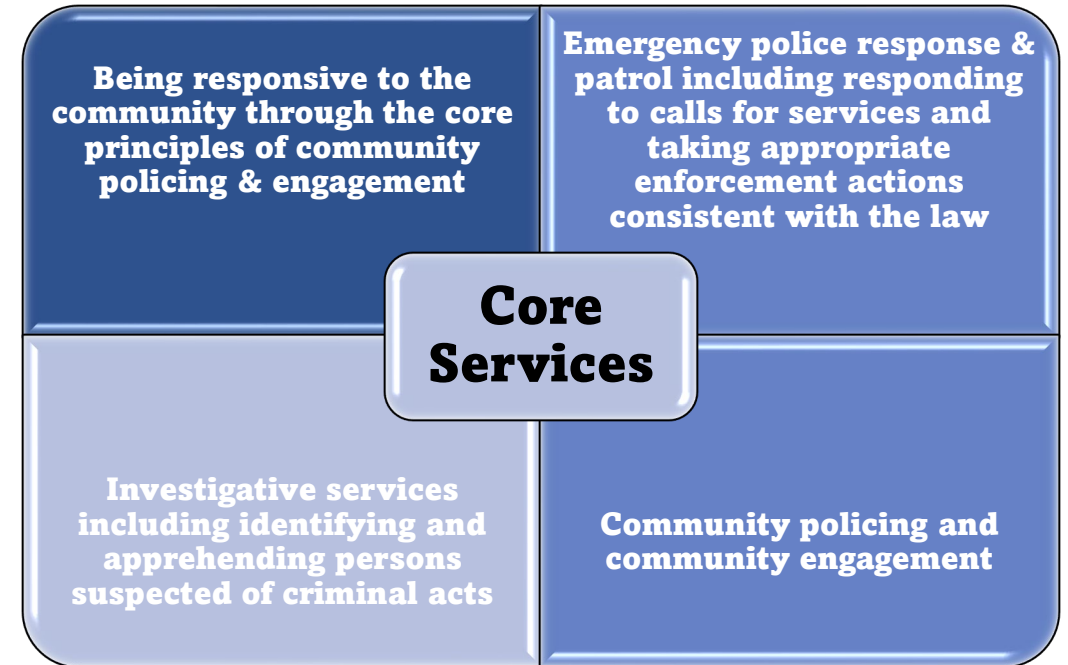 Being responsive to the
community through the core
principles of community
policing & engagement
Emergency police response &
patrol including responding
to calls for services and
taking appropriate
enforcement actions
consistent with the law
Core
Services
Investigative services
including identifying and
apprehending persons
suspected of criminal acts
Community policing and
community engagement